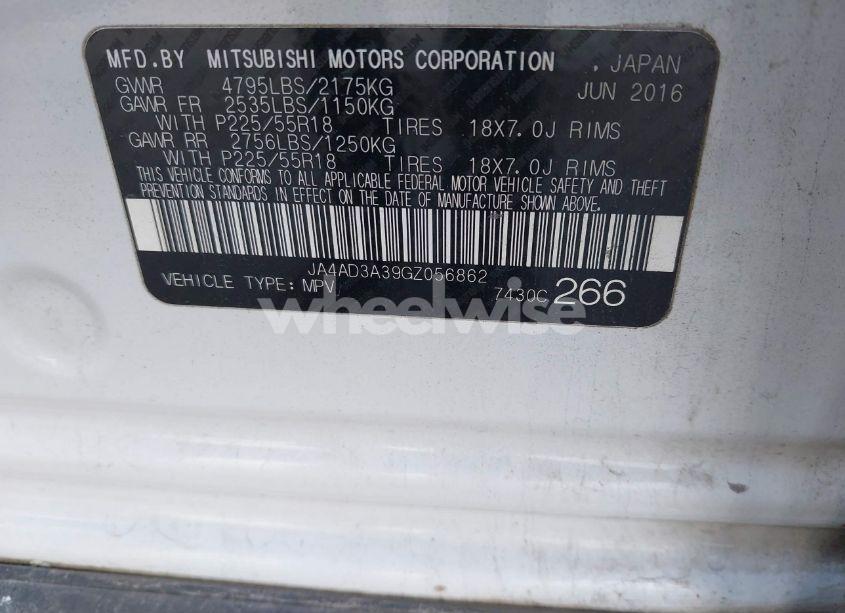 MFD.BY MITSUBISHI MOTORS CORPORATION , JAPAN
GVWR 4795LBS/2175KG JUN 2016
GAWR FR 2535LBS/1150KG
WITH P225/55R18 TIRES 18X7.0J RIMS
GAWR RR 2756LBS/1250KG
WITH P225/55R18 TIRES 18X7.0J RIMS
THIS VEHICLE CONFORMS TO ALL APPLICABLE FEDERAL MOTOR VEHICLE SAFETY AND THEFT
PREVENTION STANDARDS IN EFFECT ON THE DATE OF MANUFACTURE SHOWN ABOVE.
JA4AD3A39GZ056862
VEHICLE TYPE: MPV 7430C 266
wheelwise